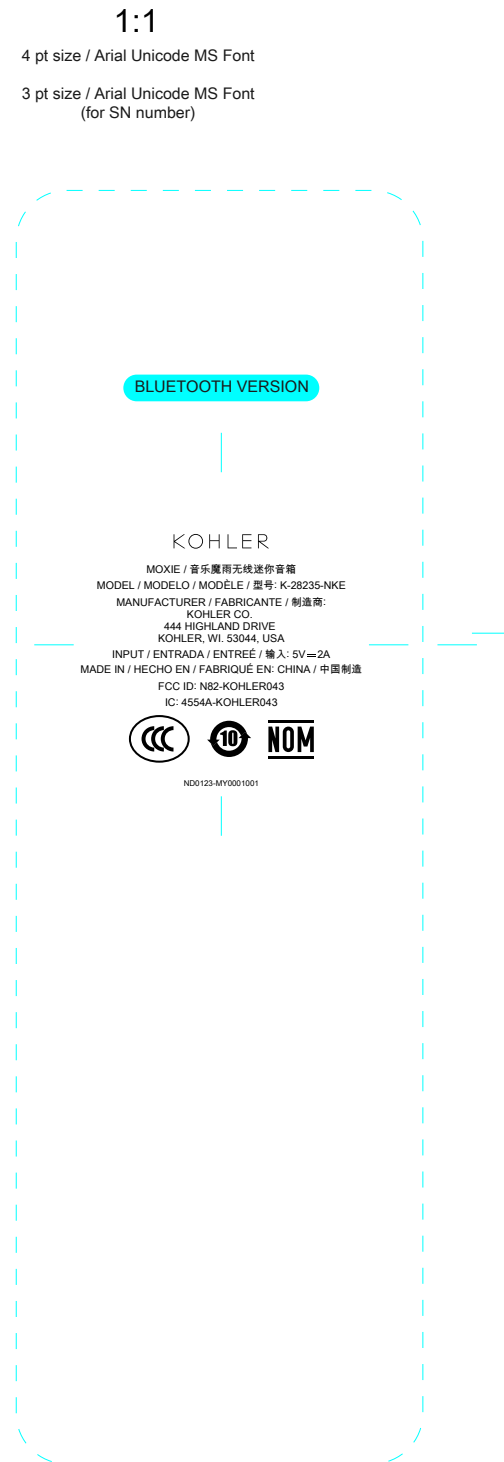 1:1
4 pt size / Arial Unicode MS Font
3 pt size / Arial Unicode MS Font
(for SN number)
BLUETOOTH VERSION
KOHLER
MOXIE / 音乐魔雨无线迷你音箱
MODEL / MODELO / MODÈLE / 型号: K-28235-NKE
MANUFACTURER / FABRICANTE / 制造商:
KOHLER CO.
444 HIGHLAND DRIVE
KOHLER, WI. 53044, USA
INPUT / ENTRADA / ENTREÉ / 输入: 5V⎓2A
MADE IN / HECHO EN / FABRIQUÉ EN: CHINA / 中国制造
FCC ID: N82-KOHLER043
IC: 4554A-KOHLER043
CCC 10 NOM
ND0123-MY0001001